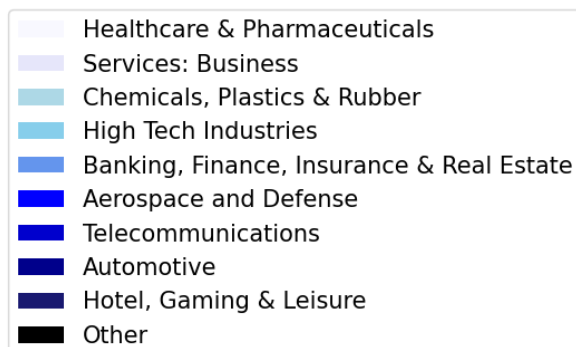 Healthcare & Pharmaceuticals
Services: Business
Chemicals, Plastics & Rubber
High Tech Industries
Banking, Finance, Insurance & Real Estate
Aerospace and Defense
Telecommunications
Automotive
Hotel, Gaming & Leisure
Other